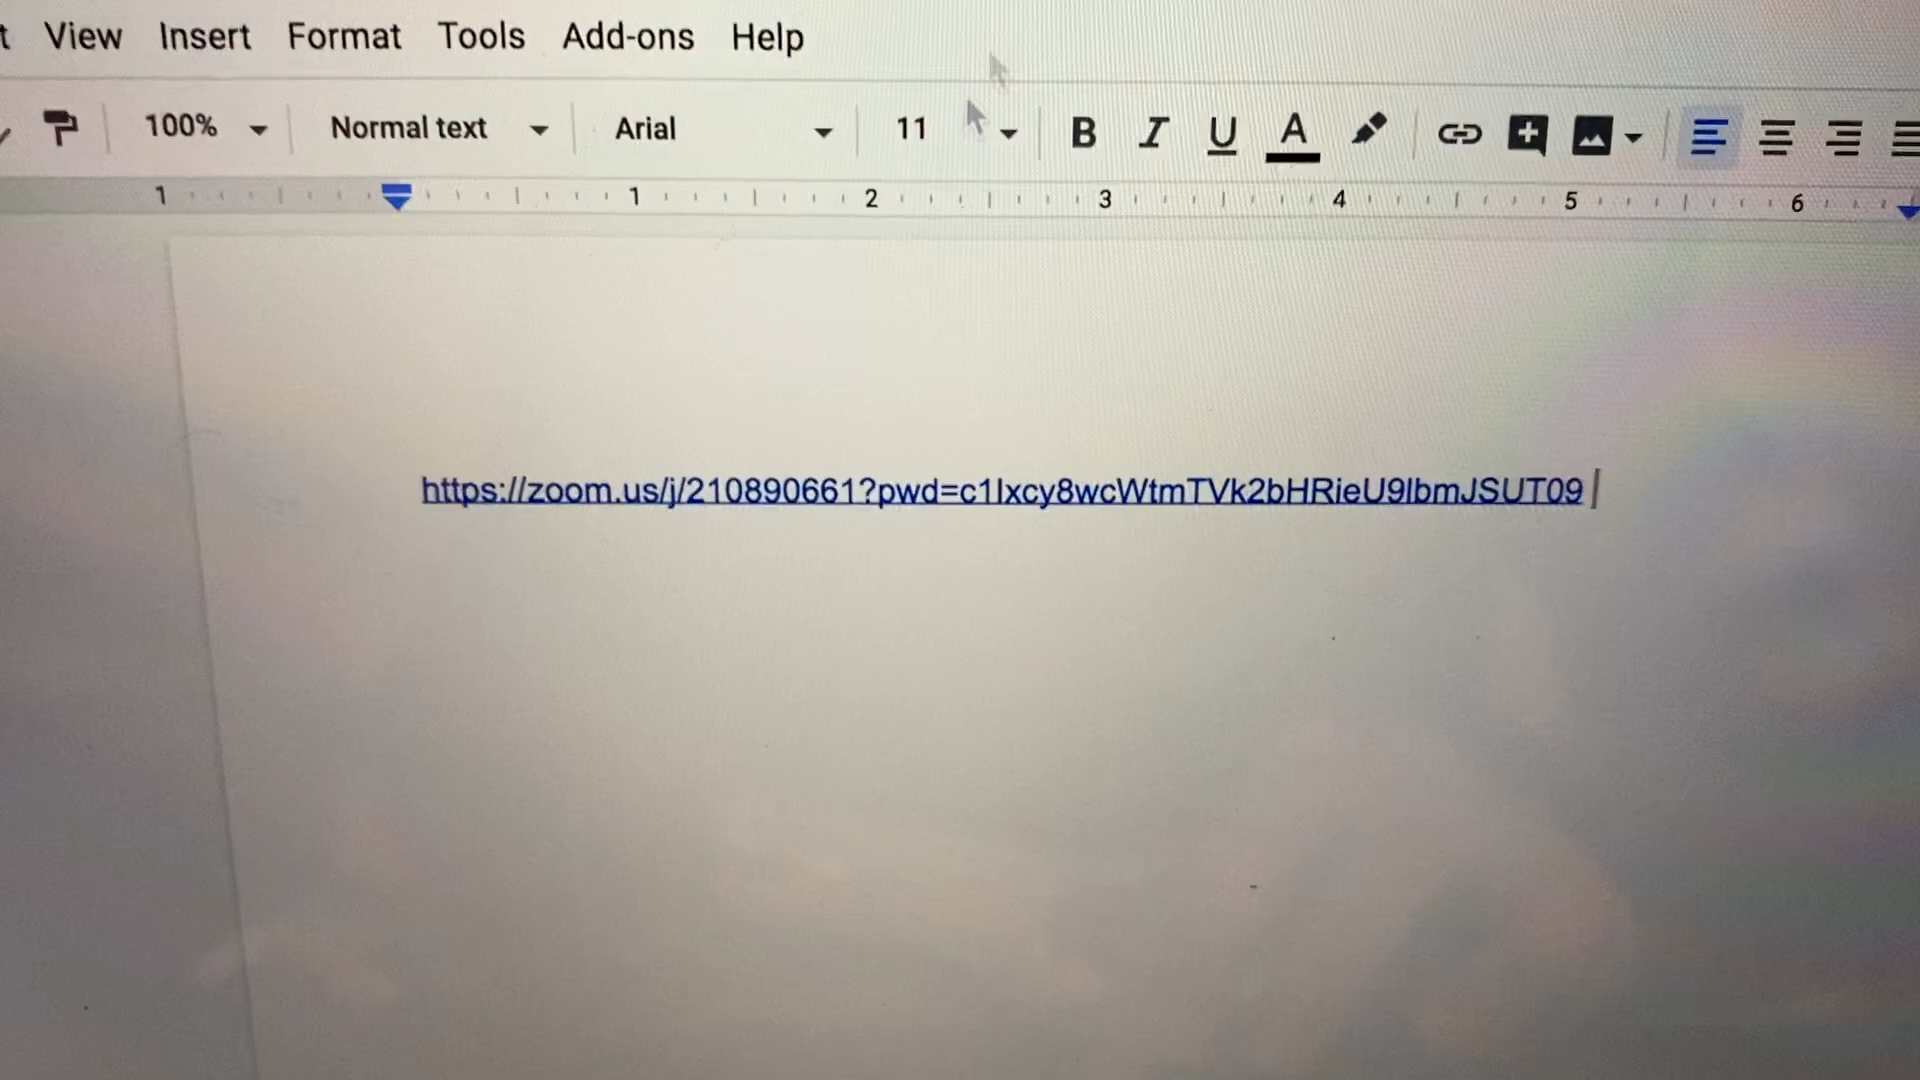 t View Insert Format Tools Add-ons Help
100% Normal text Arial 11 B I U A
1 1 2 3 4 5 6
https://zoom.us/j/210890661?pwd=c1lxcy8wcWtmTVk2bHRieU9lbmJSUT09